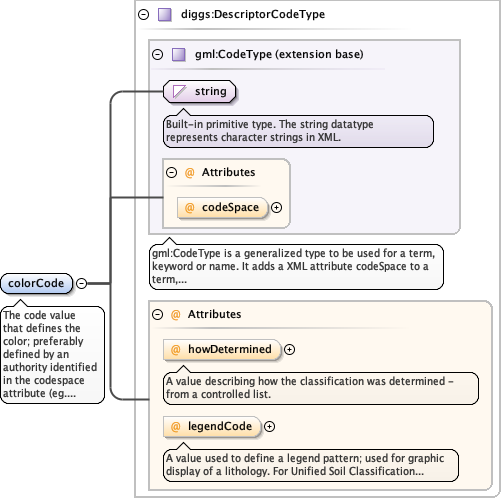 diggs:DescriptorCodeType
gml:CodeType (extension base)
string
Built-in primitive type. The string datatype
represents character strings in XML.
@ Attributes
@ codeSpace
gml:CodeType is a generalized type to be used for a term,
keyword or name. It adds a XML attribute codeSpace to a
term,...
colorCode
The code value
that defines the
color; preferably
defined by an
authority identified
in the codespace
attribute (eg....
@ Attributes
@ howDetermined
A value describing how the classification was determined -
from a controlled list.
@ legendCode
A value used to define a legend pattern; used for graphic
display of a lithology. For Unified Soil Classification...